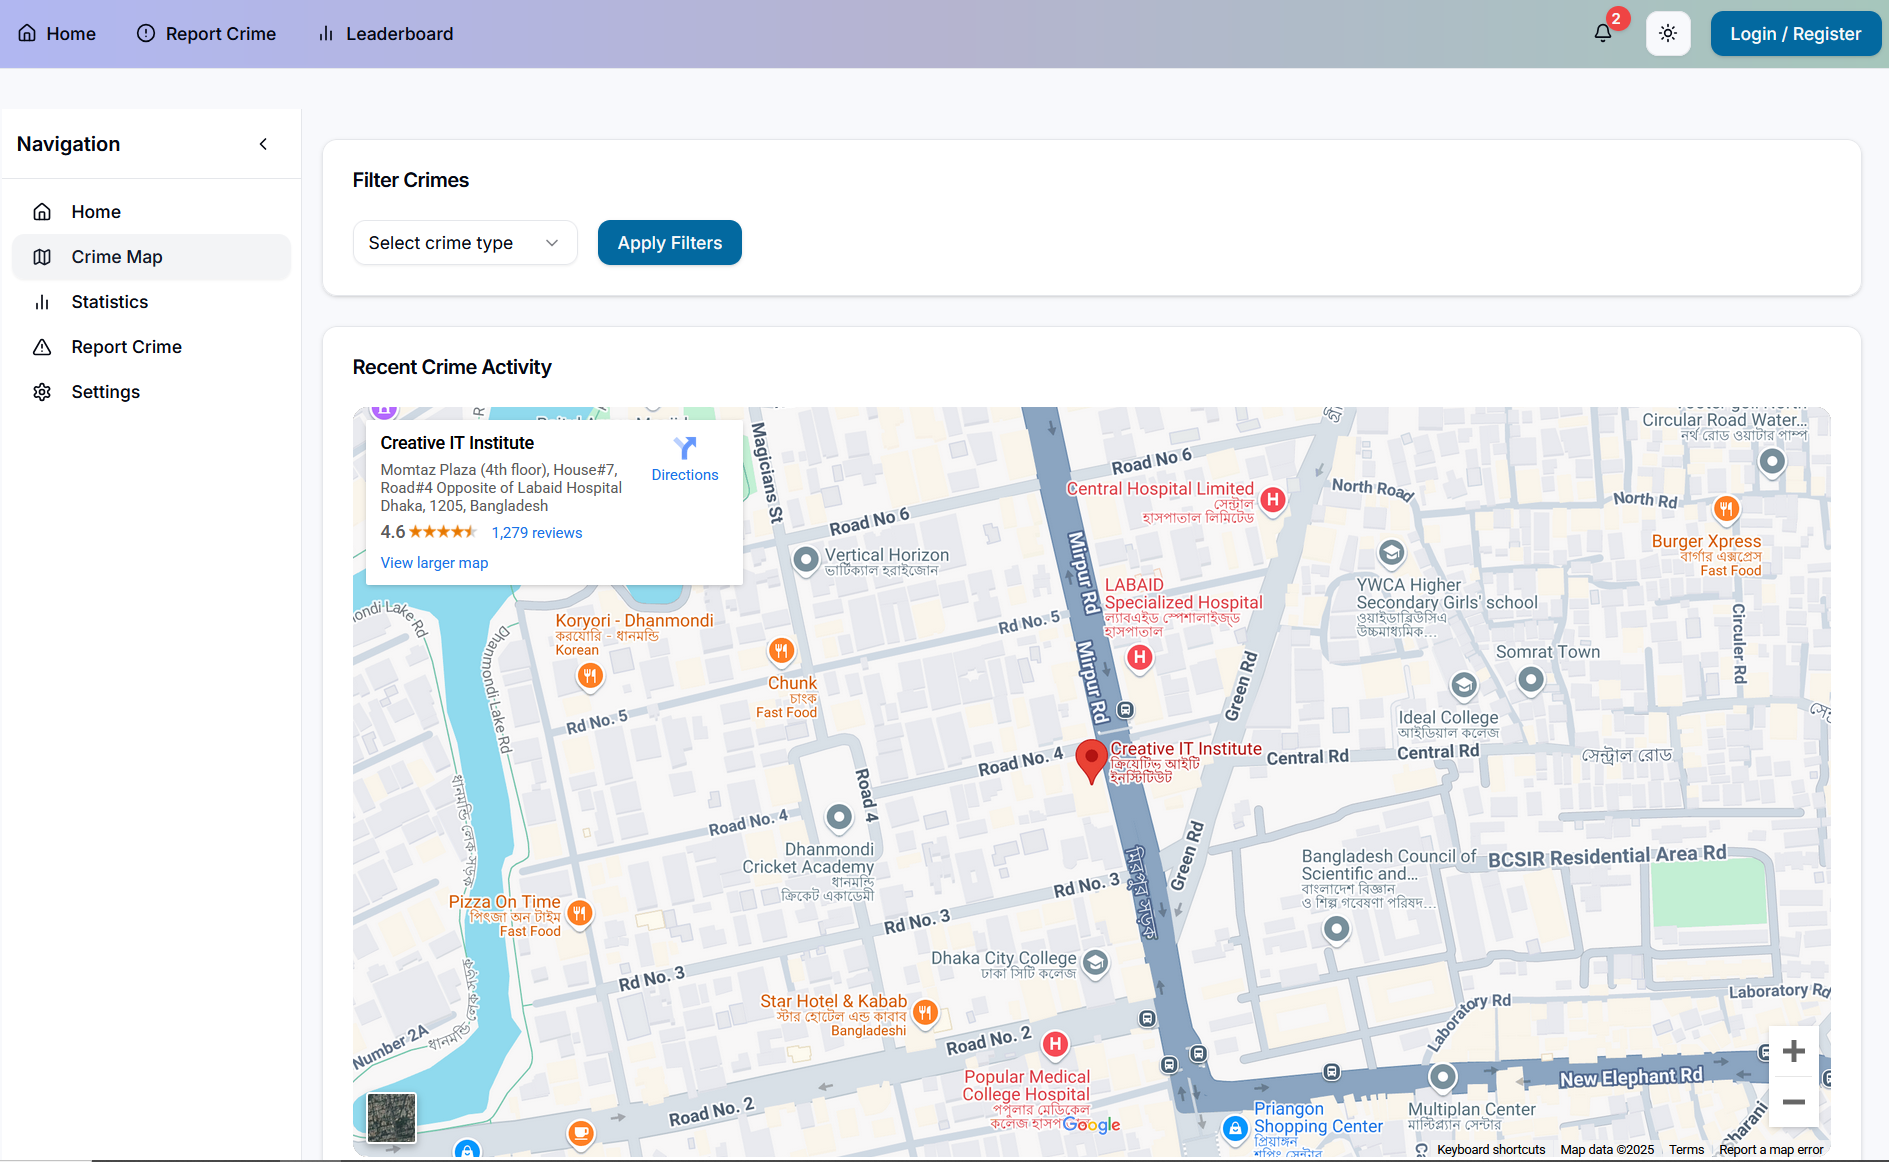 Home
Report Crime
Leaderboard
2
Login / Register
Navigation
Home
Crime Map
Statistics
Report Crime
Settings
Filter Crimes
Select crime type
Apply Filters
Recent Crime Activity
Creative IT Institute
Momtaz Plaza (4th floor), House#7,
Road#4 Opposite of Labaid Hospital
Dhaka, 1205, Bangladesh
4.6
1,279 reviews
View larger map
Directions
Magicians St
Road No 6
Road No 6
Central Hospital Limited
সেন্ট্রাল
হাসপাতাল লিমিটেড
North Road
Circular Road Water...
নর্থ রোড ওয়াটার পাম্প
North Rd
Burger Xpress
বার্গার এক্সপ্রেস
Fast Food
Vertical Horizon
ভার্টিক্যাল হরাইজোন
Mirpur Rd
LABAID
Specialized Hospital
ল্যাবএইড স্পেশালাইজ্ড
হাসপাতাল
YWCA Higher
Secondary Girls' school
ওয়াইডাব্লিউসিএ
উচ্চমাধ্যমিক...
Circuler Rd
Koryori - Dhanmondi
করযোরি - ধানমন্ডি
Korean
Rd No. 5
Chunk
চাংক
Fast Food
Dhanmondi Lake Rd
Rd No. 5
Mirpur Rd
Green Rd
Somrat Town
Ideal College
আইডিয়াল কলেজ
Central Rd
Central Rd
সেন্ট্রাল রোড
Road No. 4
Creative IT Institute
ক্রিয়েটিভ আইটি
ইনস্টিটিউট
Road 4
Road No. 4
Dhanmondi
Cricket Academy
ধানমন্ডি
ক্রিকেট একাডেমী
ধানমন্ডি লেক সড়ক
মিরপুর সড়ক
Green Rd
Bangladesh Council of
Scientific and...
বাংলাদেশ বিজ্ঞান
ও শিল্প গবেষণা পরিষদ...
BCSIR Residential Area Rd
Rd No. 3
Pizza On Time
পিৎজা অন টাইম
Fast Food
Rd No. 3
Dhaka City College
ঢাকা সিটি কলেজ
Rd No. 3
Star Hotel & Kabab
স্টার হোটেল এন্ড কাবাব
Bangladeshi
Road No. 2
Laboratory Rd
Laboratory Rd
Number 2A
ধানমন্ডি লেক সড়ক
Popular Medical
College Hospital
পপুলার মেডিকেল
কলেজ হাসপ
Google
New Elephant Rd
Road No. 2
Priangon
Shopping Center
প্রিয়াঙ্গন
শপিং সেন্টার
Multiplan Center
মাল্টিপ্ল্যান সেন্টার
Keyboard shortcuts
Map data ©2025
Terms
Report a map error